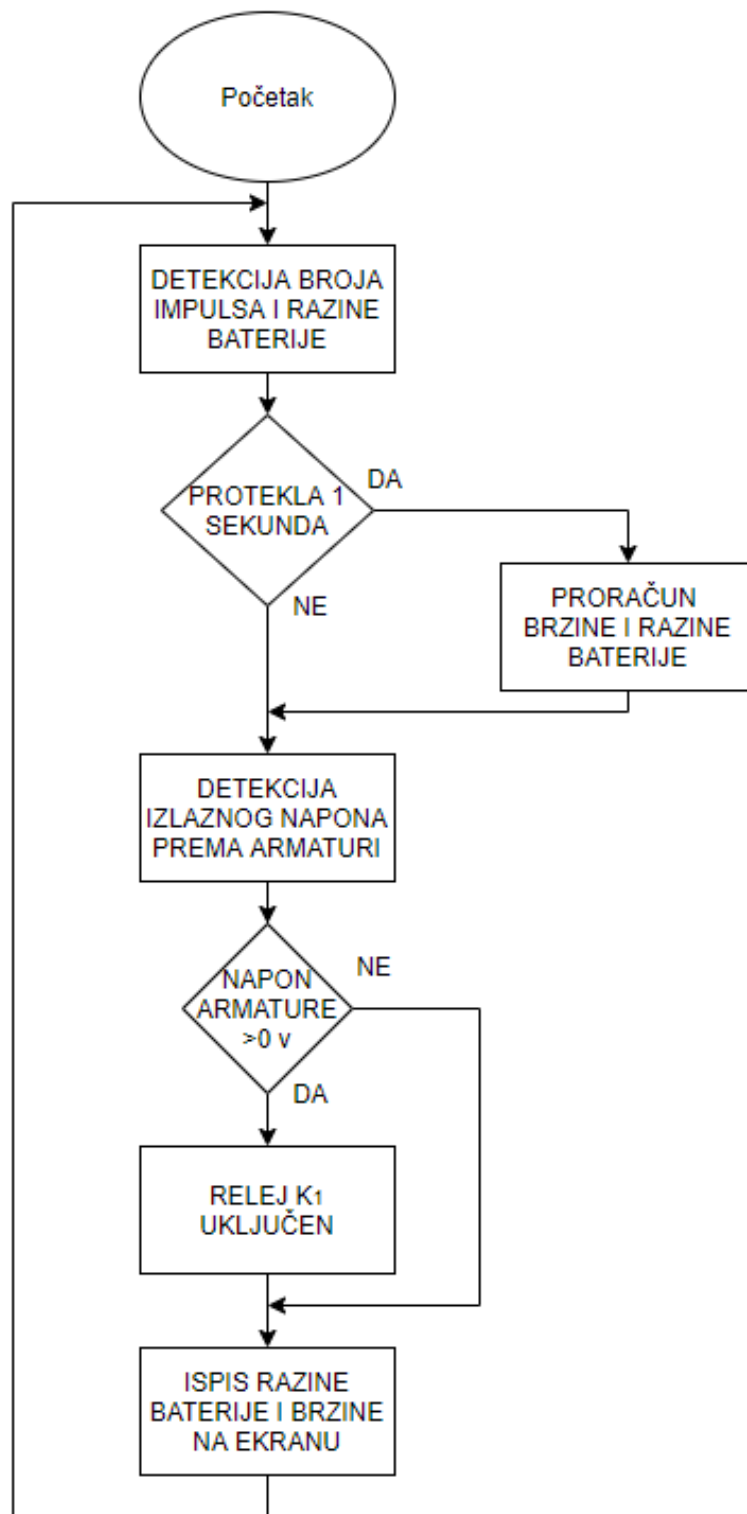 Početak
DETEKCIJA BROJA
IMPULSA I RAZINE
BATERIJE
PROTEKLA 1
SEKUNDA
DA
NE
PRORAČUN
BRZINE I RAZINE
BATERIJE
DETEKCIJA
IZLAZNOG NAPONA
PREMA ARMATURI
NAPON
ARMATURE
>0 v
NE
DA
RELEJ K1
UKLJUČEN
ISPIS RAZINE
BATERIJE I BRZINE
NA EKRANU